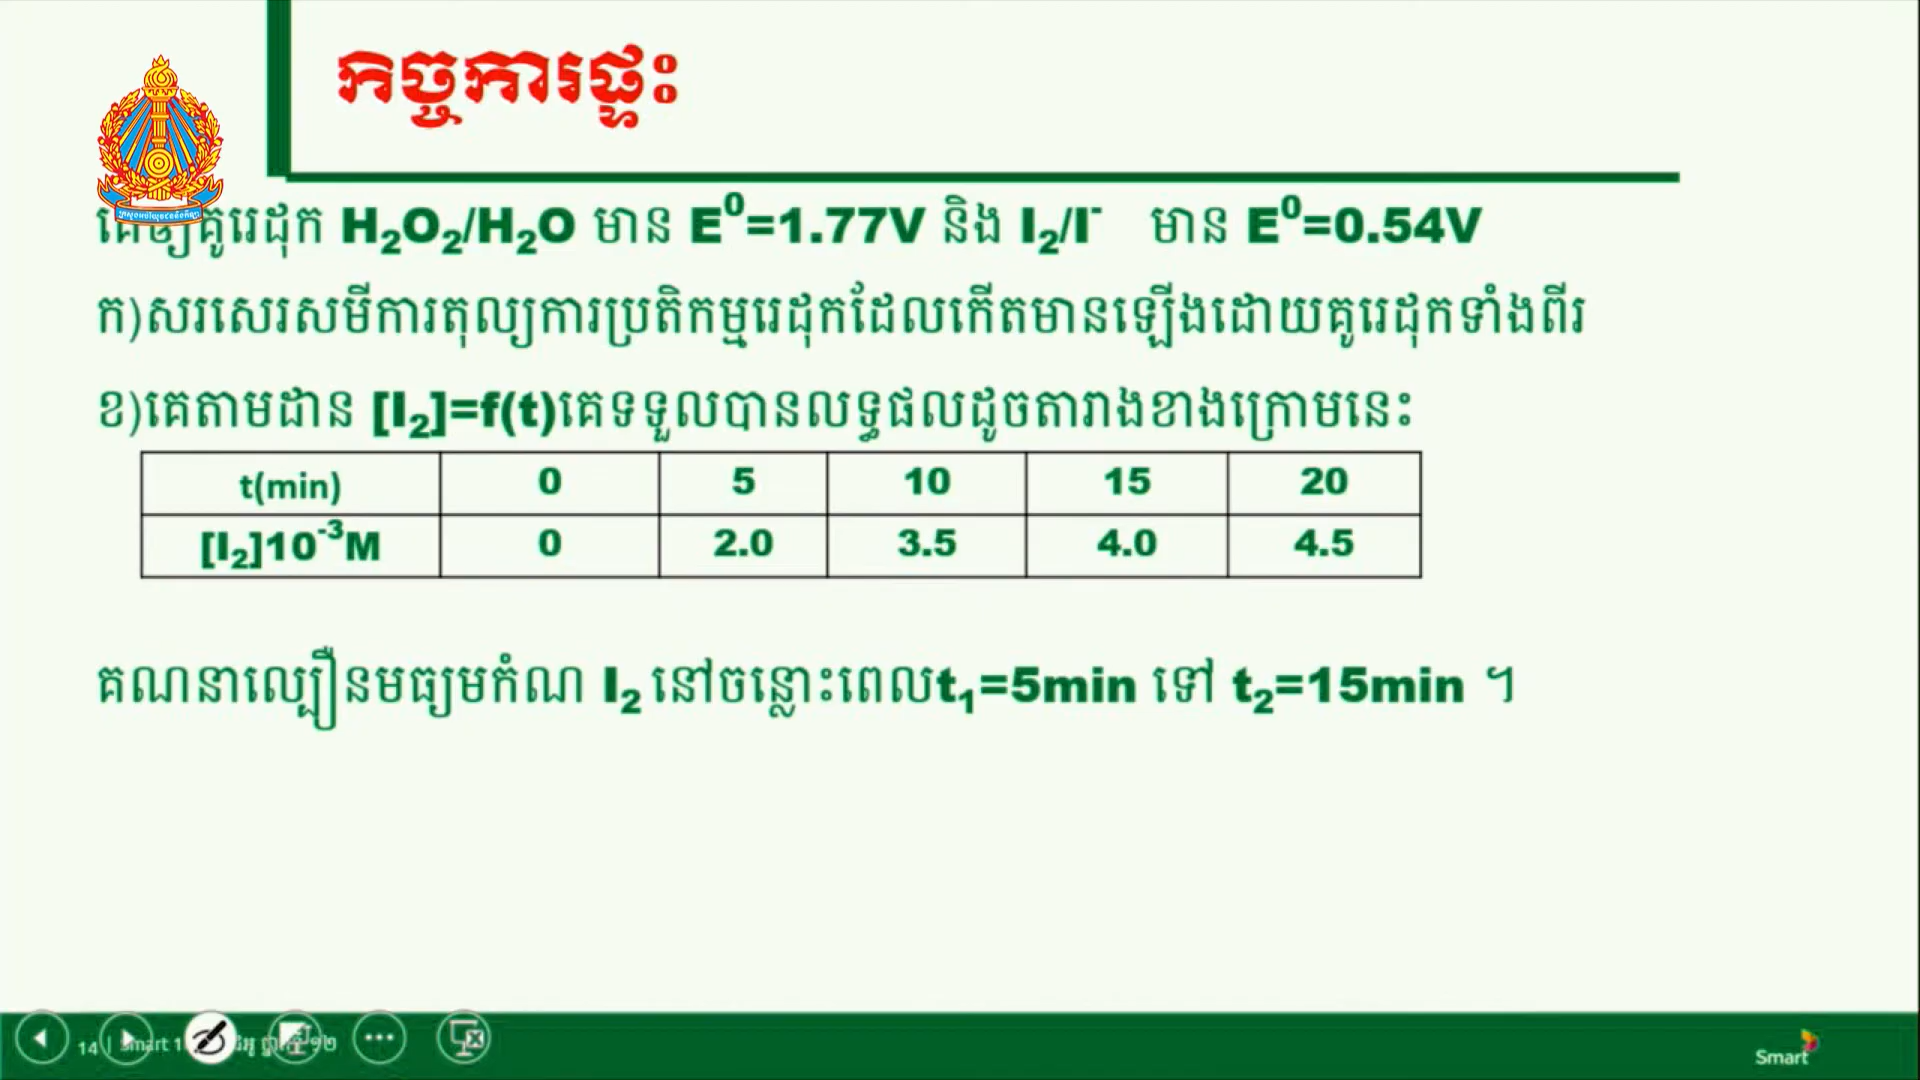 កិច្ចការផ្ទះ
គេឲ្យគូរេដុក H₂O₂/H₂O មាន E⁰=1.77V និង I₂/I⁻ មាន E⁰=0.54V
ក)សរសេរសមីការតុល្យការប្រតិកម្មរេដុកដែលកើតមានឡើងដោយគូរេដុកទាំងពីរ
ខ)គេតាមដាន [I₂]=f(t)គេទទួលបានលទ្ធផលដូចតារាងខាងក្រោមនេះ៖
t(min) 0 5 10 15 20
[I₂]10⁻³M 0 2.0 3.5 4.0 4.5
គណនាល្បឿនមធ្យមកំណ I₂ នៅចន្លោះពេលt₁=5min ទៅ t₂=15min ។
14 | Smart 1
Smart